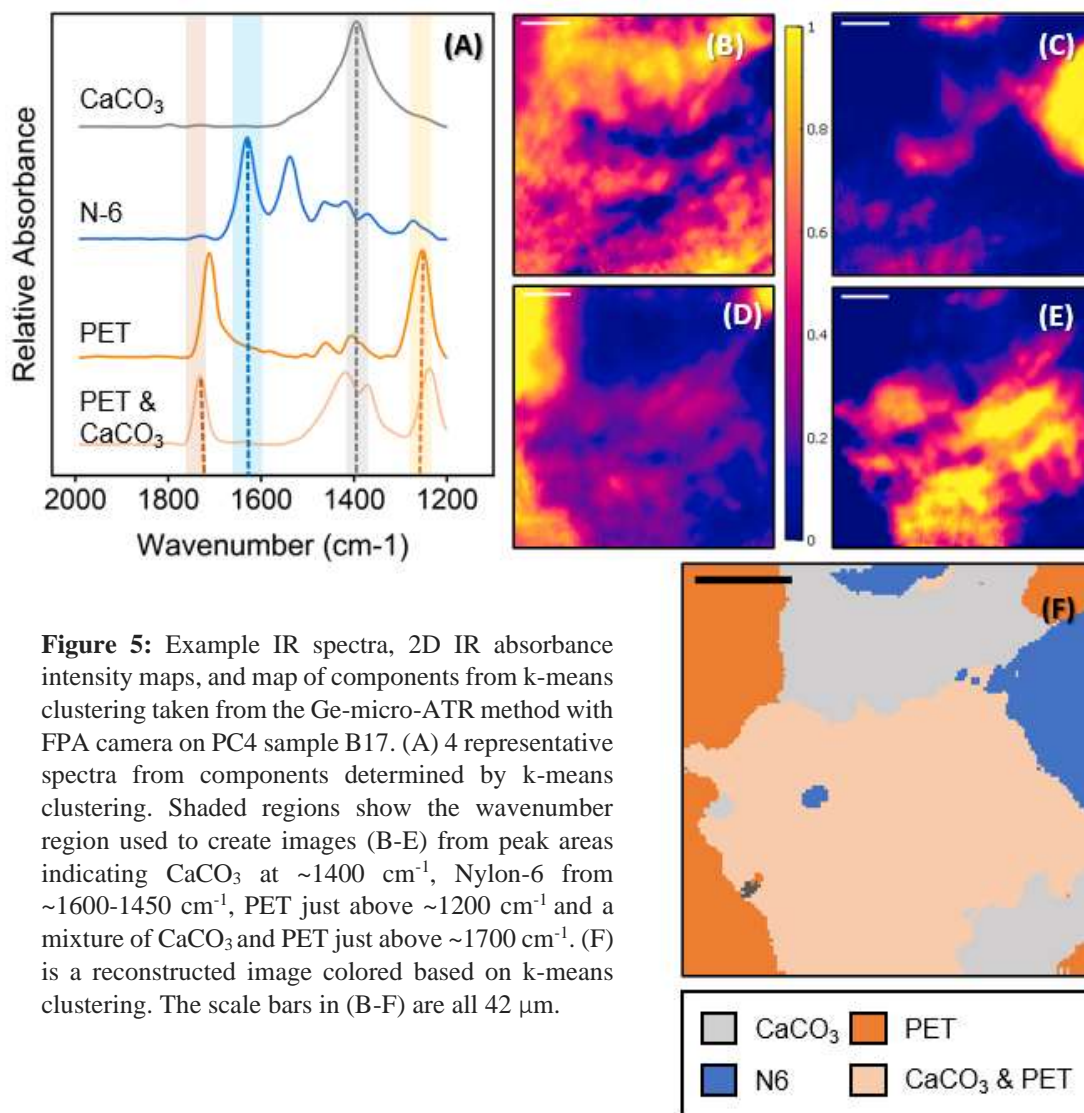 (A)
CaCO₃
N-6
PET
PET &
CaCO₃
Relative Absorbance
2000 1800 1600 1400 1200
Wavenumber (cm-1)
(B)
(C)
(D)
(E)
1
0.8
0.6
0.4
0.2
0
(F)
Figure 5: Example IR spectra, 2D IR absorbance
intensity maps, and map of components from k-means
clustering taken from the Ge-micro-ATR method with
FPA camera on PC4 sample B17. (A) 4 representative
spectra from components determined by k-means
clustering. Shaded regions show the wavenumber
region used to create images (B-E) from peak areas
indicating CaCO₃ at ~1400 cm⁻¹, Nylon-6 from
~1600-1450 cm⁻¹, PET just above ~1200 cm⁻¹ and a
mixture of CaCO₃ and PET just above ~1700 cm⁻¹. (F)
is a reconstructed image colored based on k-means
clustering. The scale bars in (B-F) are all 42 μm.
CaCO₃ PET
N6 CaCO₃ & PET